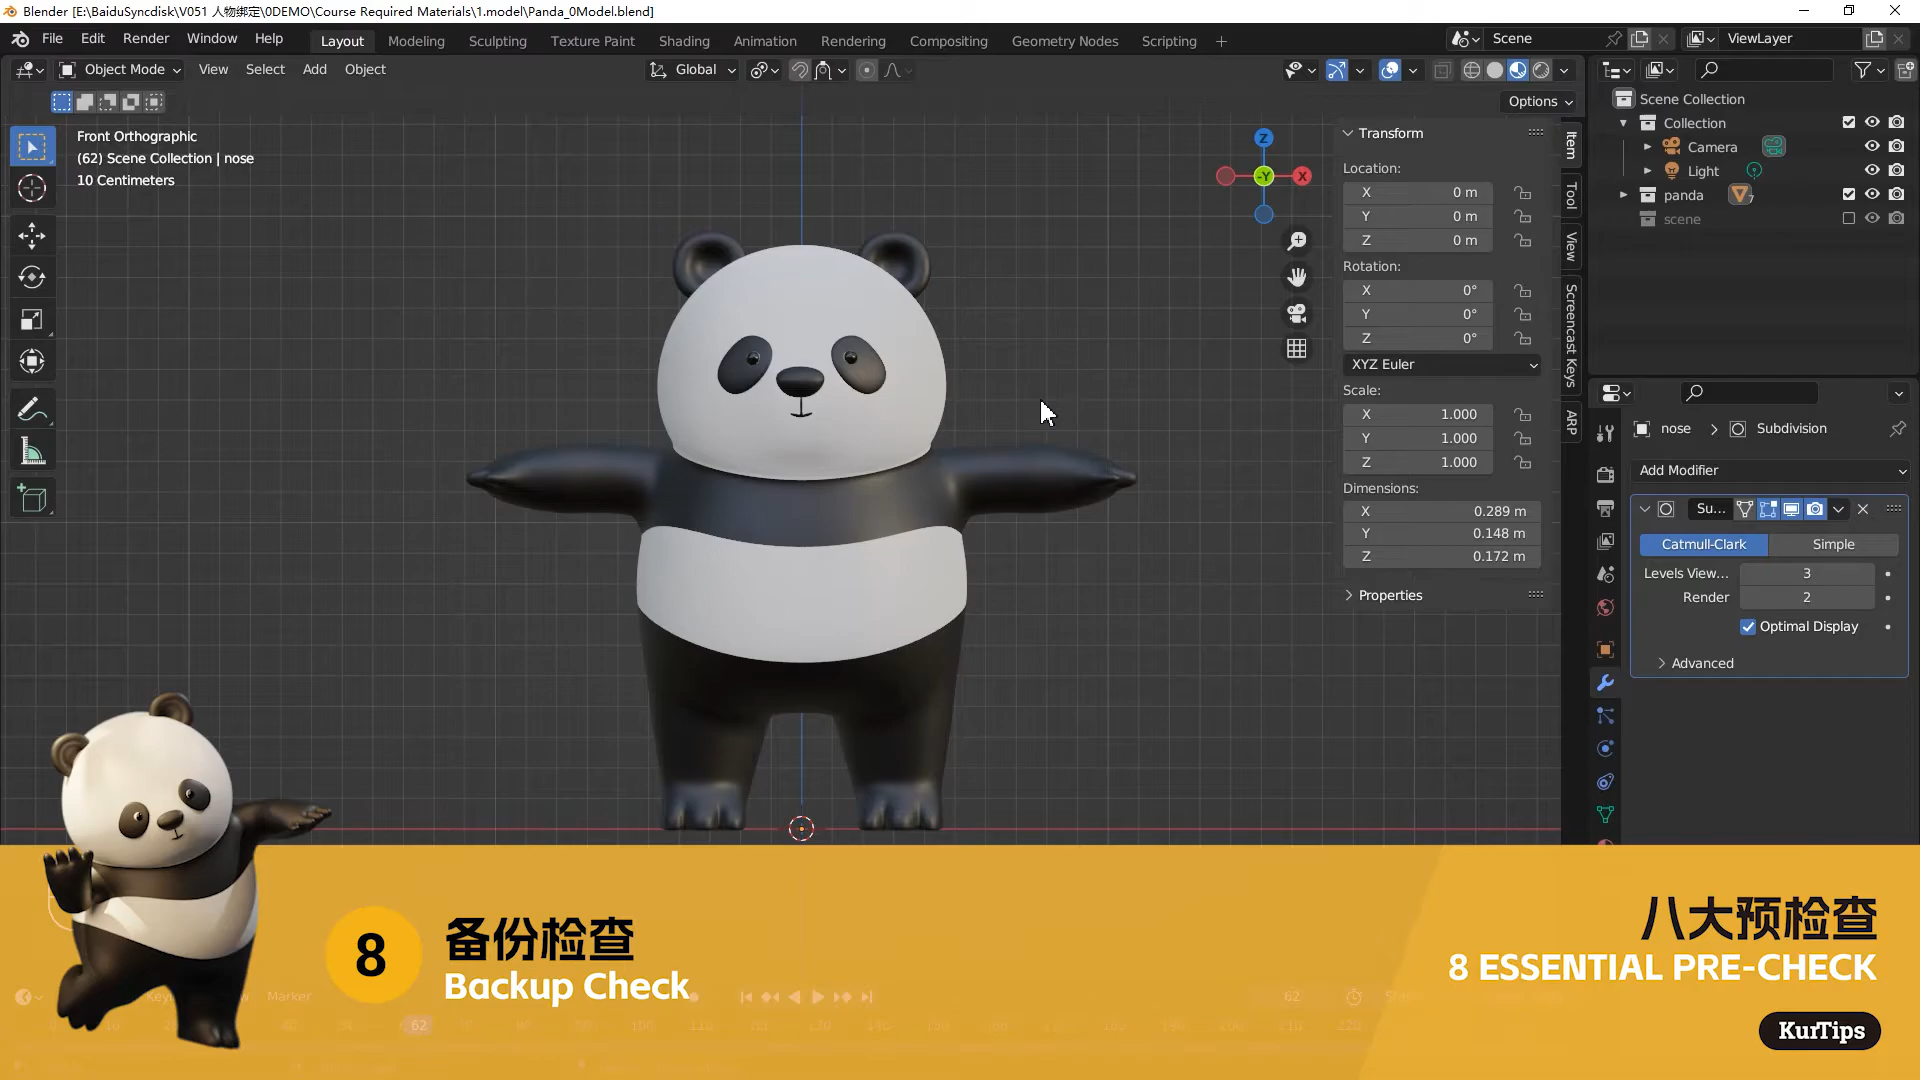 Blender [E:\BaiduSyncdisk\V051 人物绑定\0DEMO\Course Required Materials\1.model\Panda_0Model.blend]
File Edit Render Window Help
Layout Modeling Sculpting Texture Paint Shading Animation Rendering Compositing Geometry Nodes Scripting +
Scene
ViewLayer
Object Mode View Select Add Object
Global
Options
Front Orthographic
(62) Scene Collection | nose
10 Centimeters
Z
-Y
X
Transform
Location:
X 0 m
Y 0 m
Z 0 m
Rotation:
X 0°
Y 0°
Z 0°
XYZ Euler
Scale:
X 1.000
Y 1.000
Z 1.000
Dimensions:
X 0.289 m
Y 0.148 m
Z 0.172 m
Properties
Item
Tool
View
Screencast Keys
ARP
Scene Collection
Collection
Camera
Light
panda 7
scene
nose > Subdivision
Add Modifier
Su...
Catmull-Clark Simple
Levels View... 3
Render 2
Optimal Display
Advanced
8
备份检查
Backup Check
八大预检查
8 ESSENTIAL PRE-CHECK
KurTips
Marker
62
62